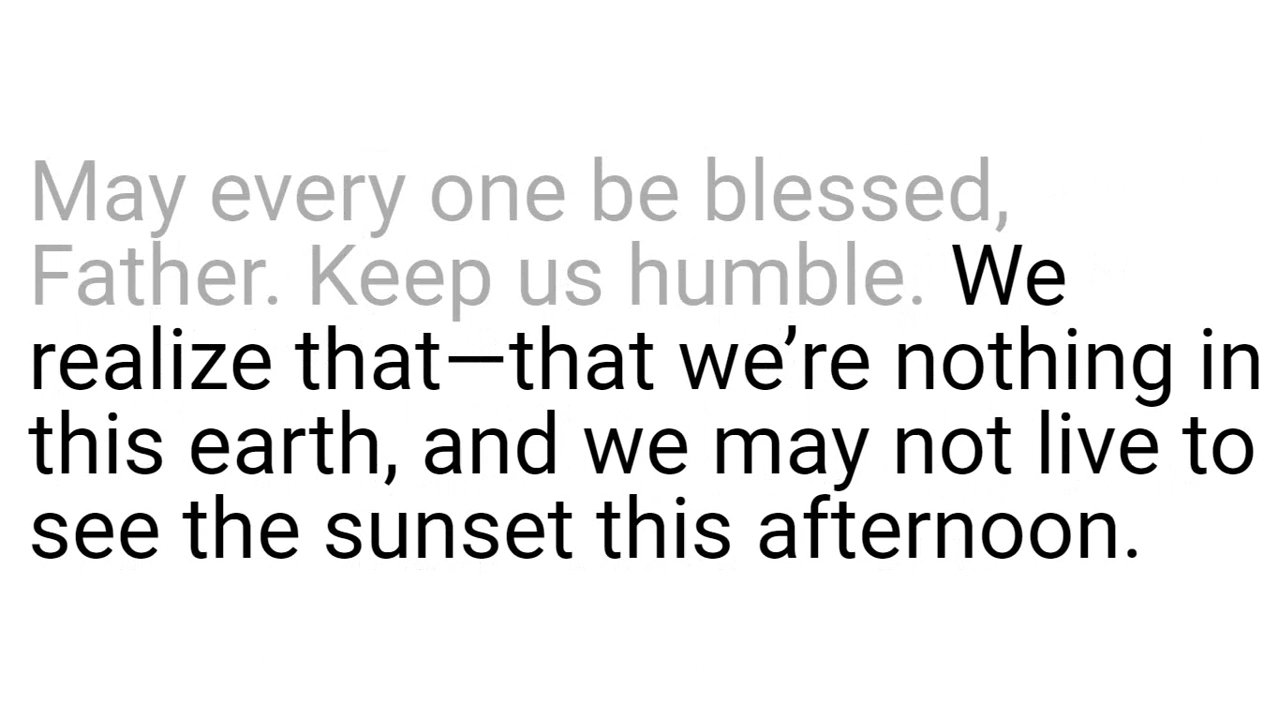 May every one be blessed,
Father. Keep us humble. We
realize that—that we’re nothing in
this earth, and we may not live to
see the sunset this afternoon.